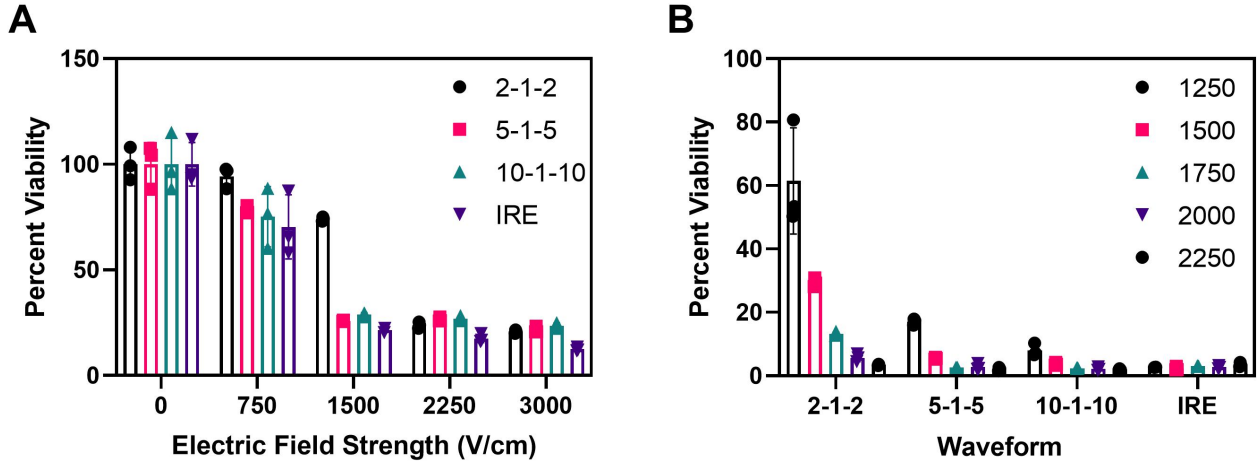 A
150
100
50
0
Percent Viability
2-1-2
5-1-5
10-1-10
IRE
0 750 1500 2250 3000
Electric Field Strength (V/cm)
B
100
80
60
40
20
0
Percent Viability
1250
1500
1750
2000
2250
2-1-2 5-1-5 10-1-10 IRE
Waveform